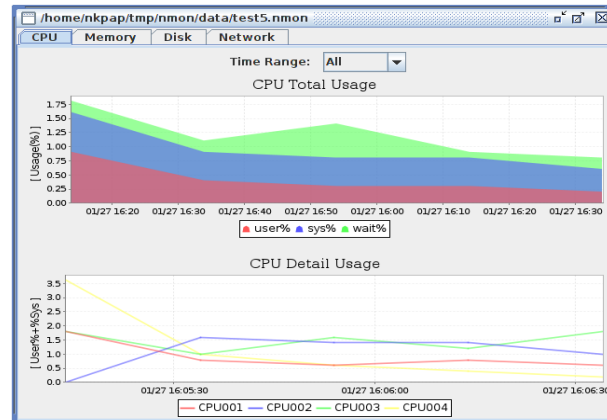 /home/nkpap/tmp/nmon/data/test5.nmon
CPU Memory Disk Network
Time Range: All
CPU Total Usage
[ Usage(%) ]
1.75
1.50
1.25
1.00
0.75
0.50
0.25
0.00
01/27 16:20 01/27 16:30 01/27 16:40 01/27 16:50 01/27 16:00 01/27 16:10 01/27 16:20 01/27 16:30
user% sys% wait%
CPU Detail Usage
[ User%+%Sys ]
3.5
3.0
2.5
2.0
1.5
1.0
0.5
0.0
01/27 16:05:30 01/27 16:06:00 01/27 16:06:30
CPU001 CPU002 CPU003 CPU004